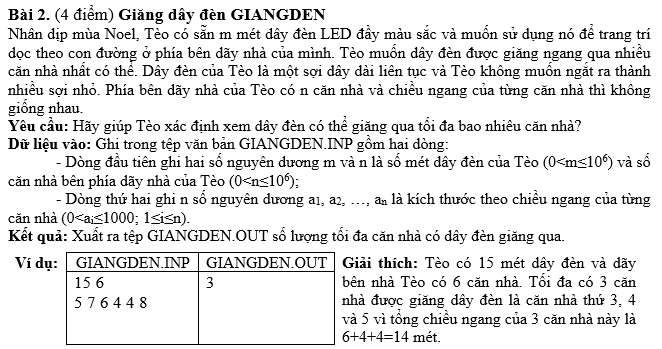 Bài 2. (4 điểm) Giăng dây đèn GIANGDEN
Nhân dịp mùa Noel, Tèo có sẵn m mét dây đèn LED đầy màu sắc và muốn sử dụng nó để trang trí
dọc theo con đường ở phía bên dãy nhà của mình. Tèo muốn dây đèn được giăng ngang qua nhiều
căn nhà nhất có thể. Dây đèn của Tèo là một sợi dây dài liên tục và Tèo không muốn ngắt ra thành
nhiều sợi nhỏ. Phía bên dãy nhà của Tèo có n căn nhà và chiều ngang của từng căn nhà thì không
giống nhau.
Yêu cầu: Hãy giúp Tèo xác định xem dây đèn có thể giăng qua tối đa bao nhiêu căn nhà?
Dữ liệu vào: Ghi trong tệp văn bản GIANGDEN.INP gồm hai dòng:
- Dòng đầu tiên ghi hai số nguyên dương m và n là số mét dây đèn của Tèo (0<m≤10⁶) và số
căn nhà bên phía dãy nhà của Tèo (0<n≤10⁶);
- Dòng thứ hai ghi n số nguyên dương a₁, a₂, …, aₙ là kích thước theo chiều ngang của từng
căn nhà (0<aᵢ≤1000; 1≤i≤n).
Kết quả: Xuất ra tệp GIANGDEN.OUT số lượng tối đa căn nhà có dây đèn giăng qua.
Ví dụ:
GIANGDEN.INP GIANGDEN.OUT
15 6 3
5 7 6 4 4 8
Giải thích: Tèo có 15 mét dây đèn và dãy
bên nhà Tèo có 6 căn nhà. Tối đa có 3 căn
nhà được giăng dây đèn là căn nhà thứ 3, 4
và 5 vì tổng chiều ngang của 3 căn nhà này là
6+4+4=14 mét.